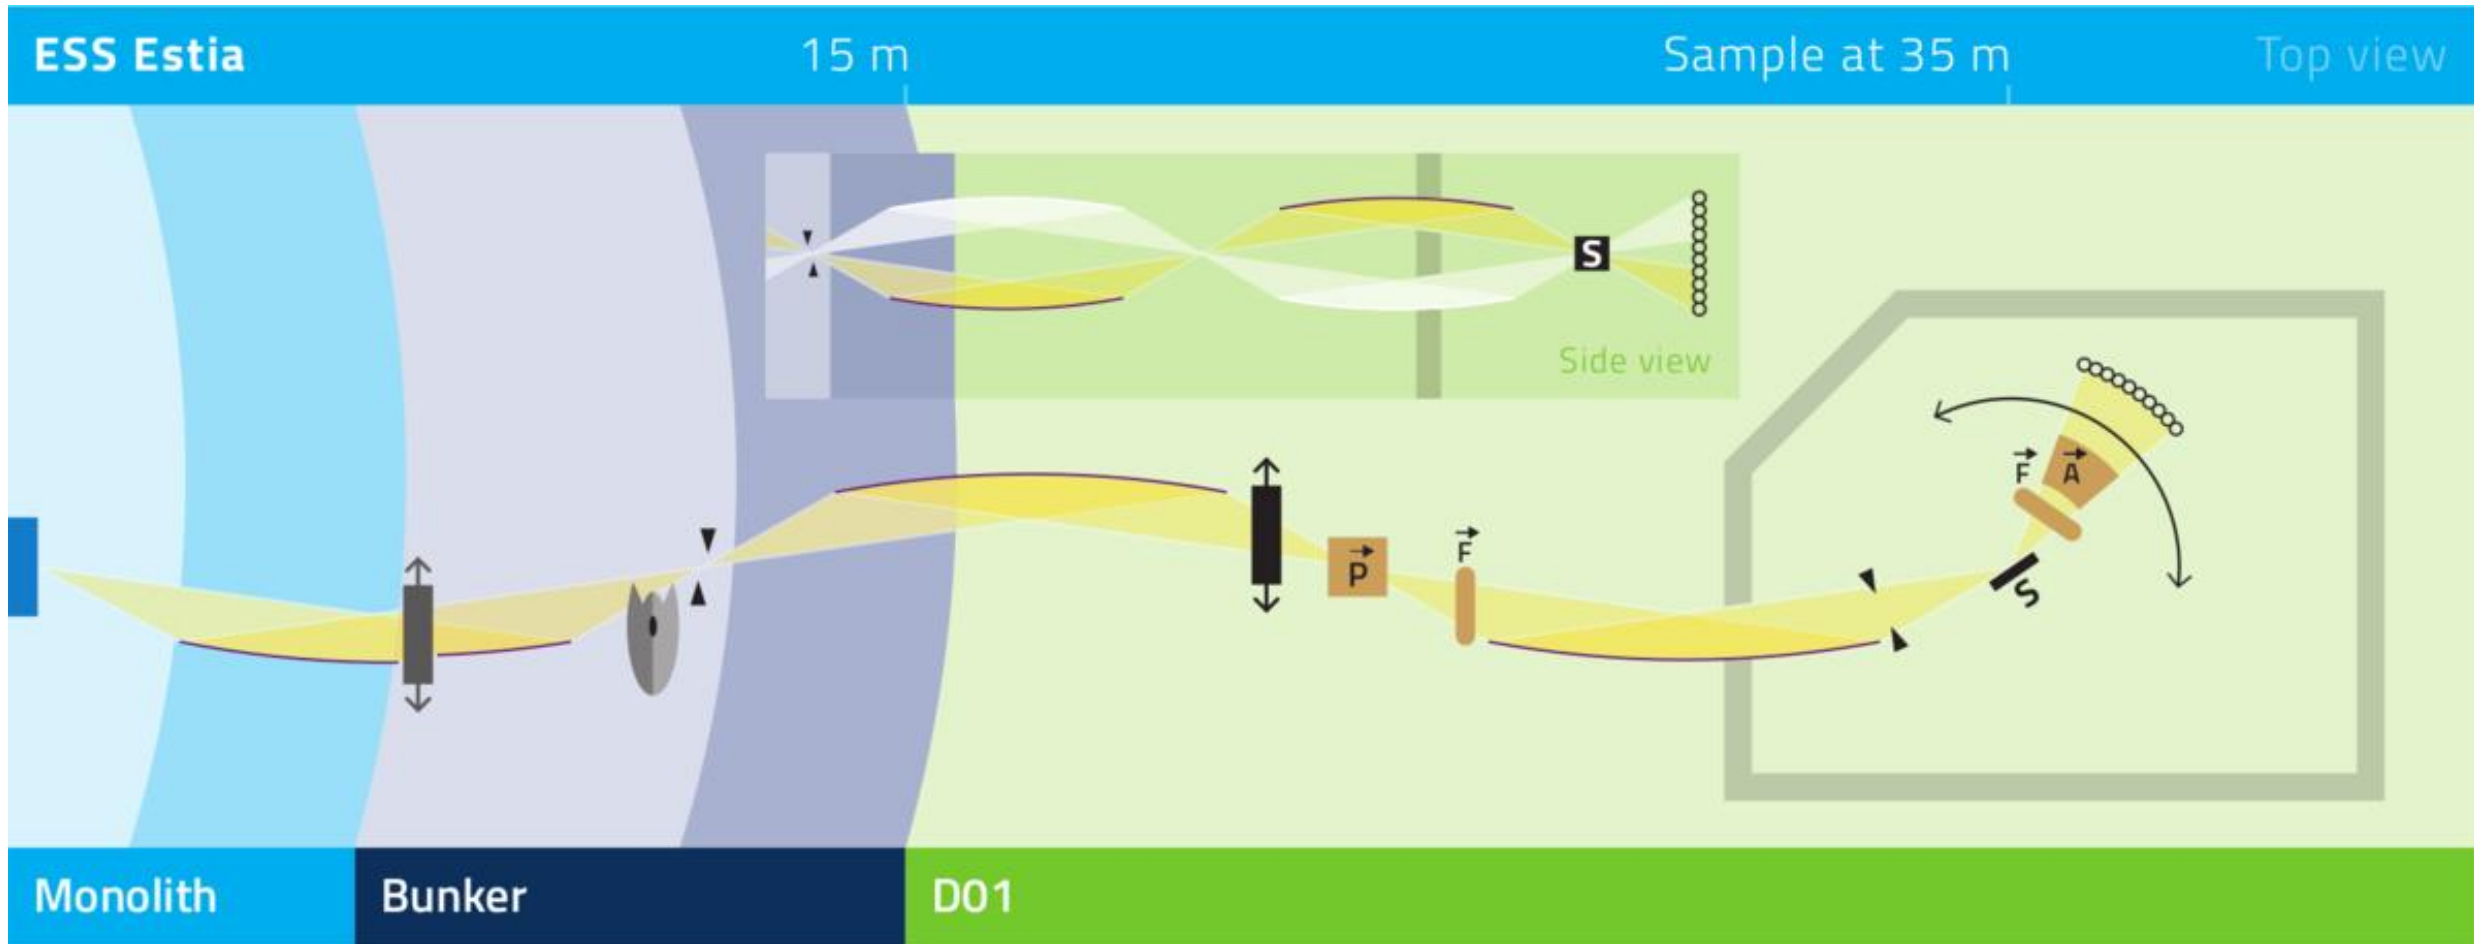 ESS Estia
15 m
Sample at 35 m
Top view
S
Side view
F
A
F
P
S
Monolith
Bunker
D01